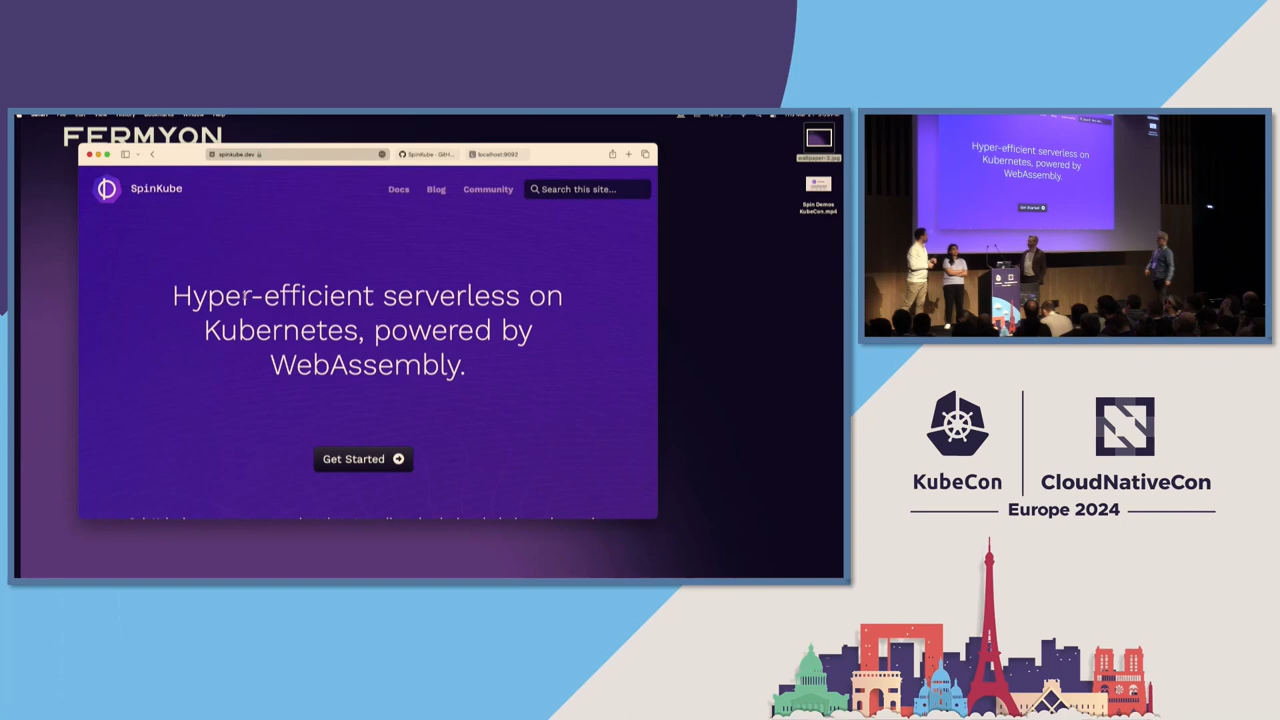 FERMYON
wallpaper-3.jpg
Spin Demos
KubeCon.mp4
spinkube.dev
SpinKube - GitH...
localhost:9092
SpinKube
Docs
Blog
Community
Search this site...
Hyper-efficient serverless on
Kubernetes, powered by
WebAssembly.
Get Started
Hyper-efficient serverless on
Kubernetes, powered by
WebAssembly.
Get Started
KubeCon
CloudNativeCon
Europe 2024